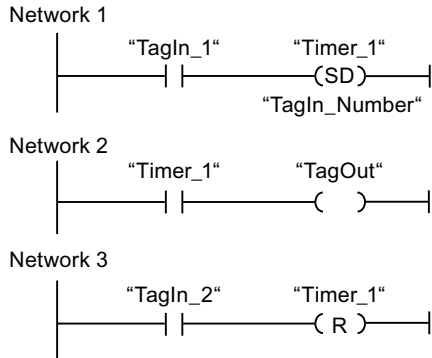 Network 1
“TagIn_1“ “Timer_1“
SD
“TagIn_Number“
Network 2
“Timer_1“ “TagOut“
Network 3
“TagIn_2“ “Timer_1“
R